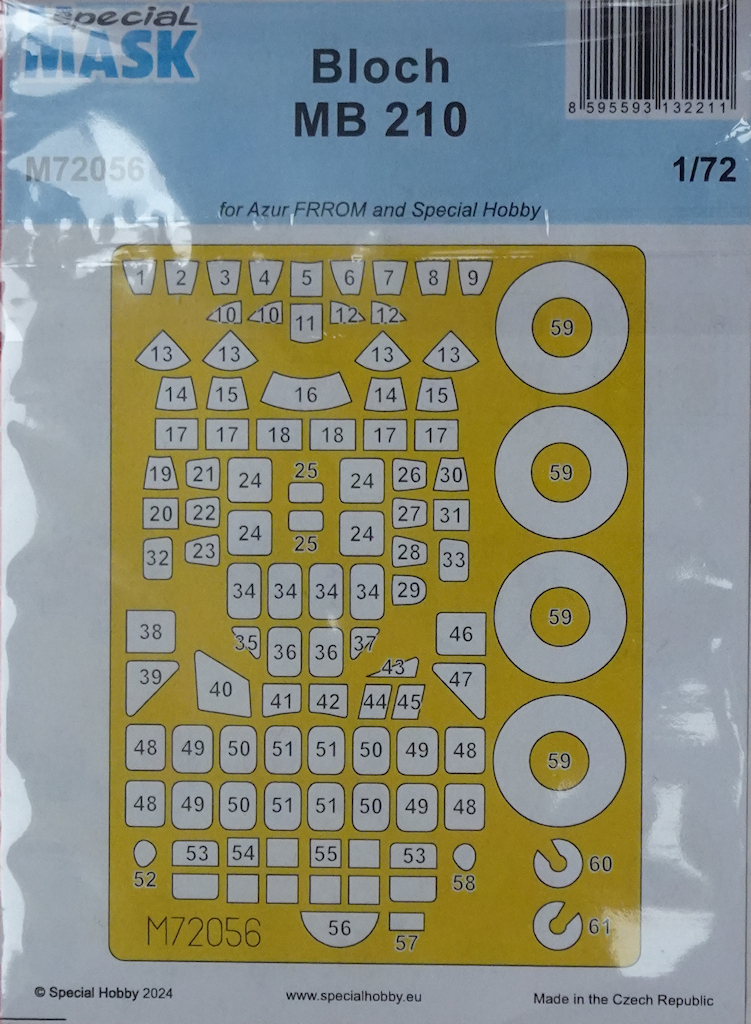 Special
MASK
Bloch
MB 210
8 595593 132211
M72056
1/72
for Azur FRROM and Special Hobby
1 2 3 4 5 6 7 8 9
10 10 11 12 12
59
13 13 13 13
14 15 16 14 15
17 17 18 18 17 17
19 21 24 25 24 26 30
59
20 22 27 31
24 25 24
32 23 28 33
34 34 34 34 29
59
38 35 36 36 37 46
39 40 43 47
41 42 44 45
48 49 50 51 51 50 49 48
59
48 49 50 51 51 50 49 48
52 53 54 55 53 58
60
M72056 56 57
61
© Special Hobby 2024
www.specialhobby.eu
Made in the Czech Republic